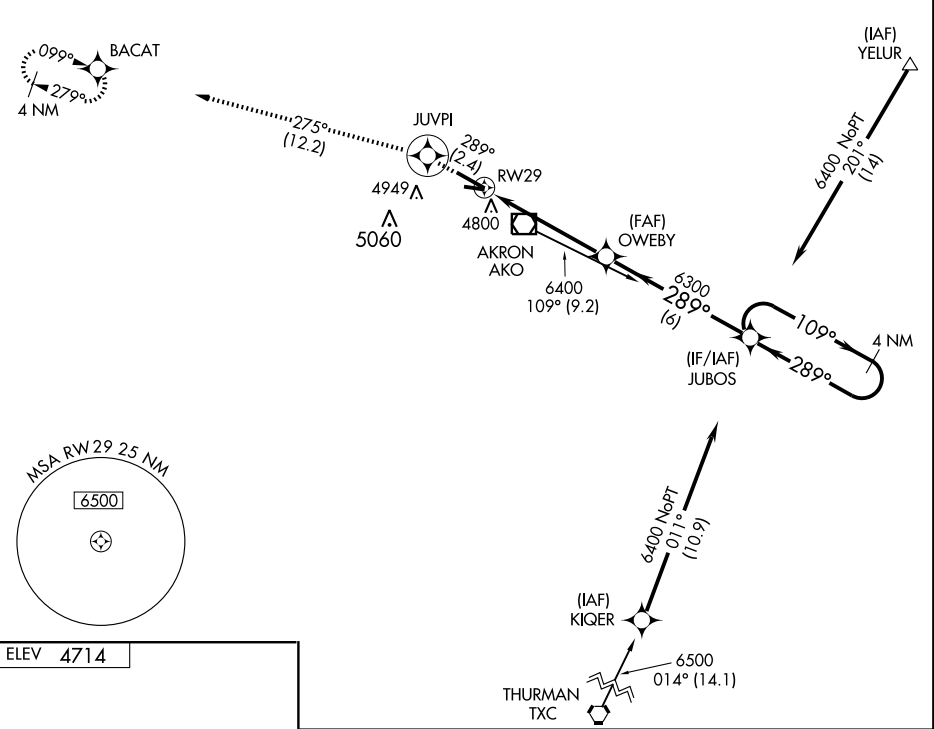 099°
BACAT
279°
4 NM
(IAF)
YELUR
6400 NoPT
201°
(14)
275°
(12.2)
JUVPI
289°
(2.4)
RW29
4949
5060
4800
AKRON
AKO
(FAF)
OWEBY
6400
109° (9.2)
6300
289°
(6)
109°
4 NM
289°
(IF/IAF)
JUBOS
MSA RW29 25 NM
6500
6400 NoPT
011°
(10.9)
(IAF)
KIQER
6500
014° (14.1)
THURMAN
TXC
ELEV 4714